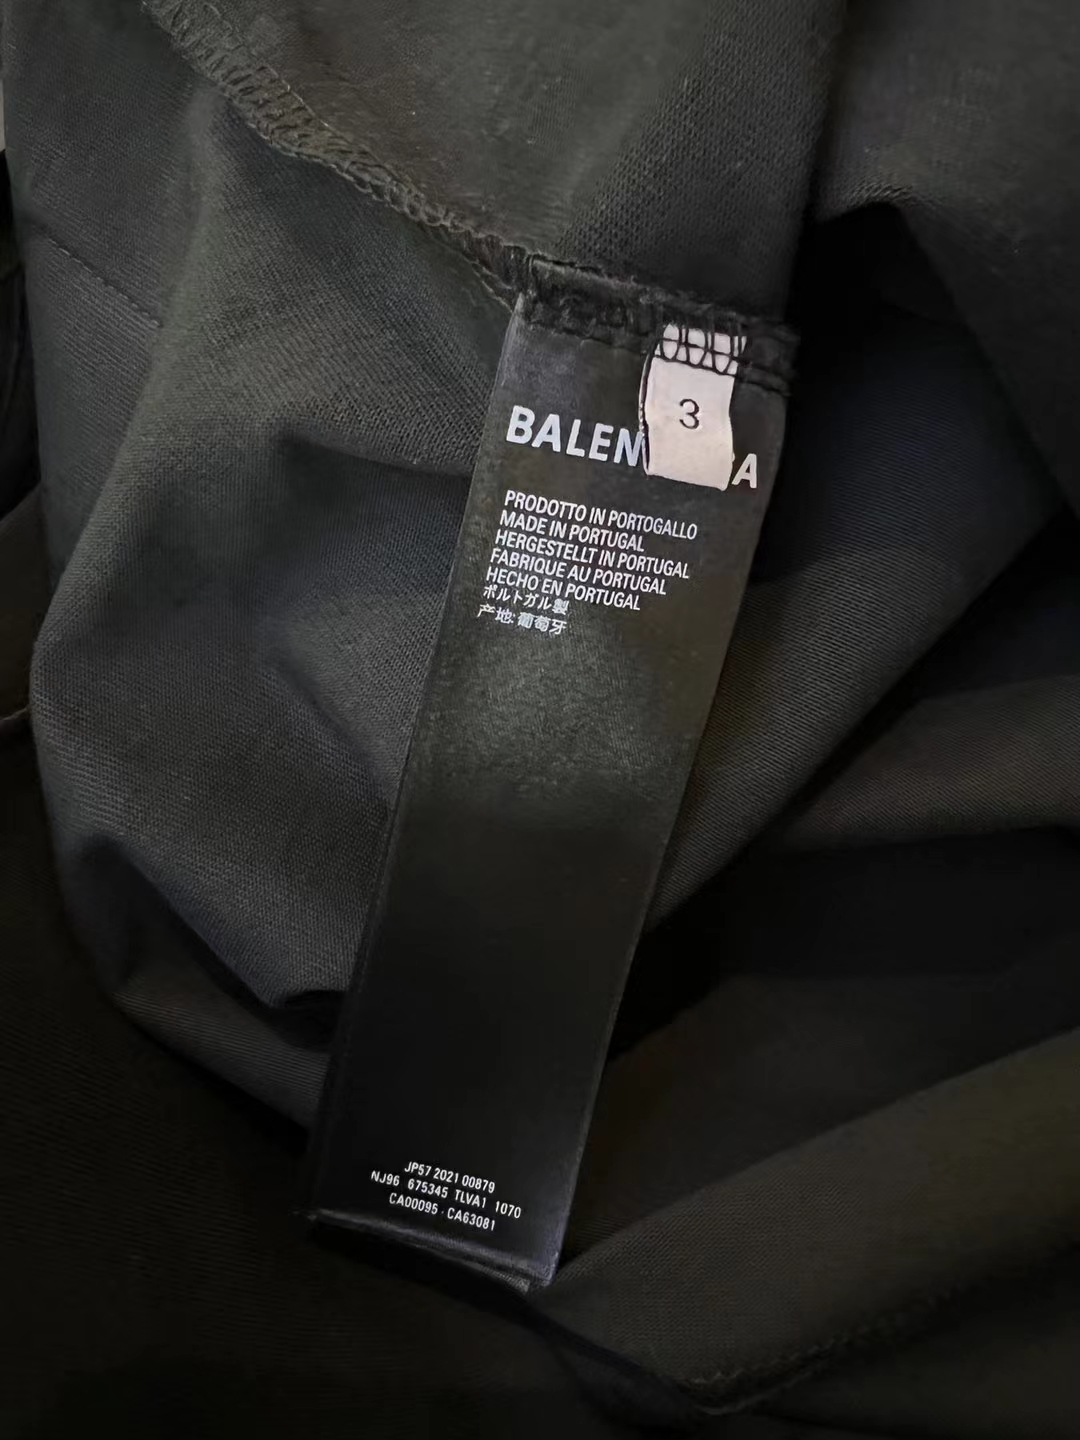 3
BALEN CA
PRODOTTO IN PORTOGALLO
MADE IN PORTUGAL
HERGESTELLT IN PORTUGAL
FABRIQUE AU PORTUGAL
HECHO EN PORTUGAL
ポルトガル製
产地:葡萄牙
JP57 2021 00879
NJ96 675345 TLVA1 1070
CA00095 - CA63081